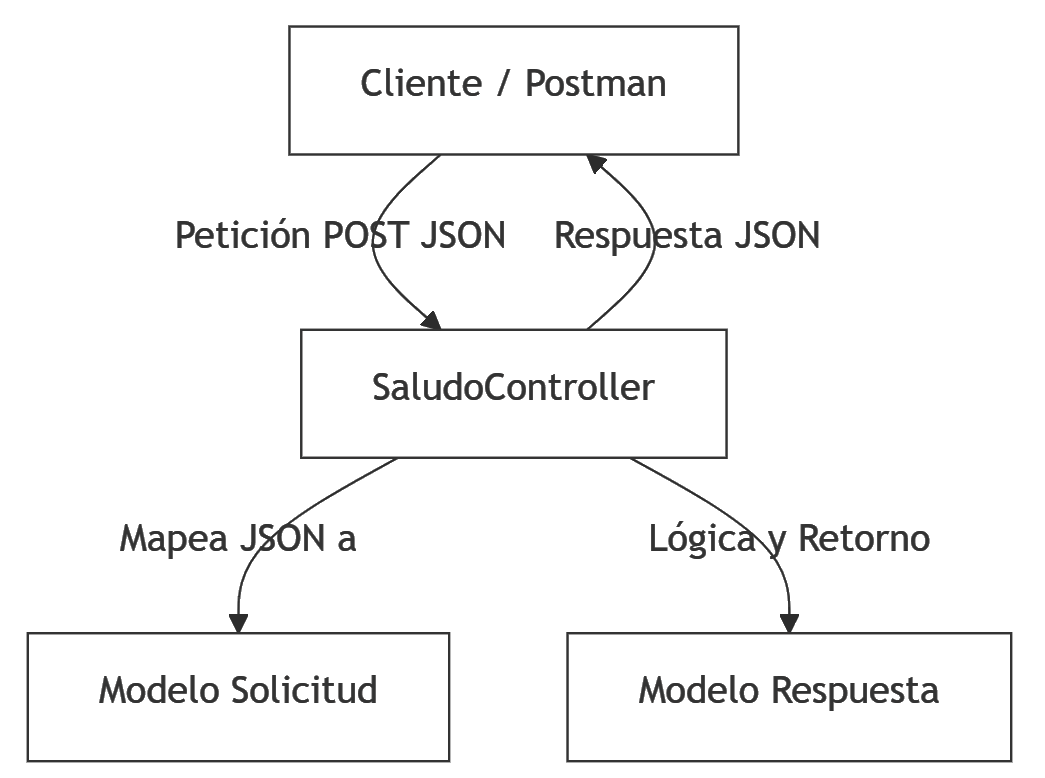 Cliente / Postman
Petición POST JSON
Respuesta JSON
SaludoController
Mapea JSON a
Lógica y Retorno
Modelo Solicitud
Modelo Respuesta